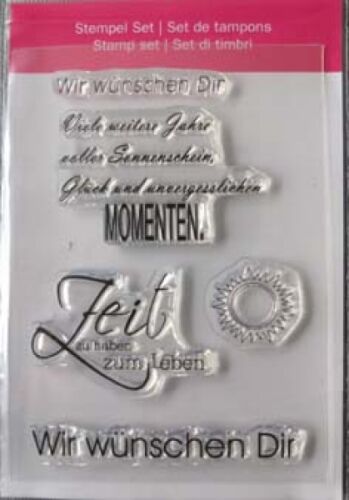 Stempel Set | Set de tampons
Stamp set | Set di timbri
Wir wünschen Dir
Viele weitere Jahre
voller Sonnenschein,
Glück und unvergesslichen
MOMENTEN.
Zeit
zu haben
zum Leben
Wir wünschen Dir